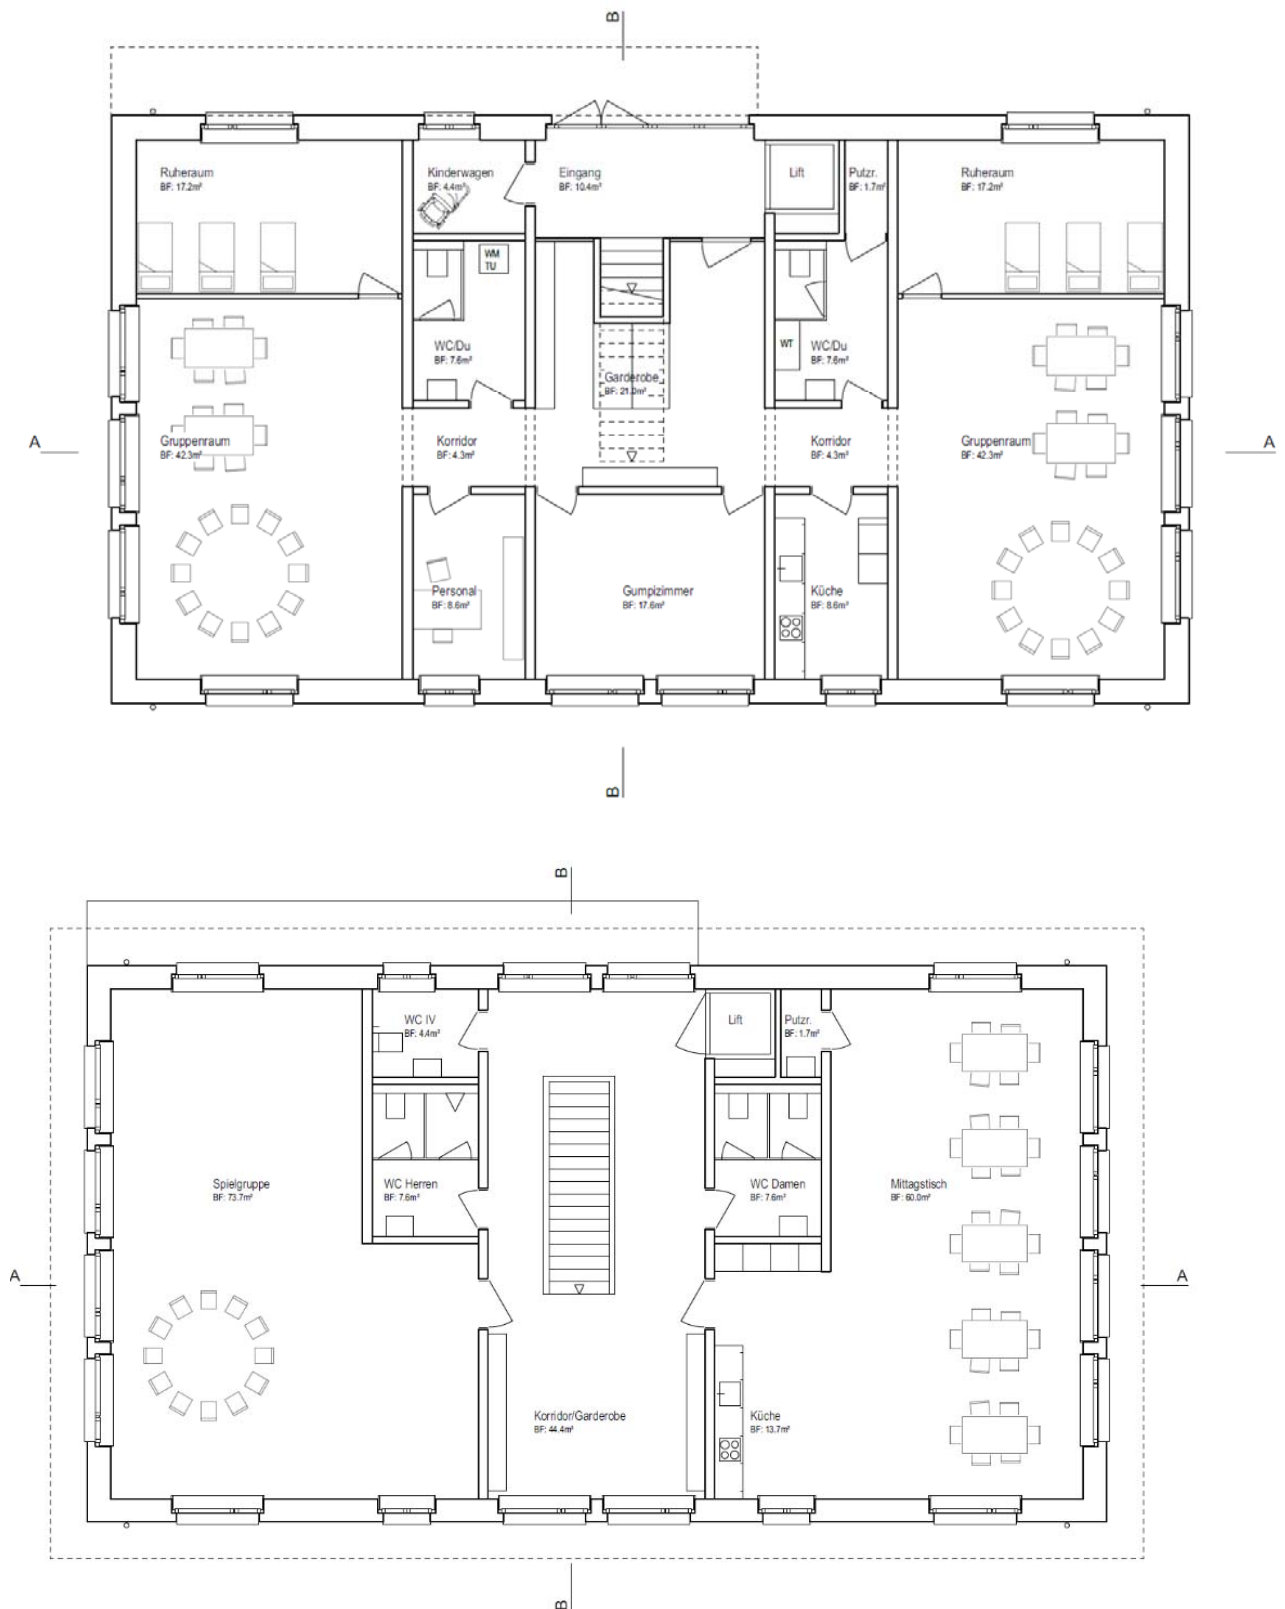 B
Ruheraum
BF: 17.2m²
Kinderwagen
BF: 4.4m²
Eingang
BF: 10.4m²
Lift
Putzr.
BF: 1.7m²
Ruheraum
BF: 17.2m²
WM
TU
WC/Du
BF: 7.6m²
Garderobe
BF: 21.0m²
WT
WC/Du
BF: 7.6m²
A
Gruppenraum
BF: 42.3m²
Korridor
BF: 4.3m²
Korridor
BF: 4.3m²
Gruppenraum
BF: 42.3m²
A
Personal
BF: 8.6m²
Gumpizimmer
BF: 17.6m²
Küche
BF: 8.6m²
B
B
WC IV
BF: 4.4m²
Lift
Putzr.
BF: 1.7m²
Spielgruppe
BF: 73.7m²
WC Herren
BF: 7.6m²
WC Damen
BF: 7.6m²
Mittagstisch
BF: 60.0m²
A
A
Korridor/Garderobe
BF: 44.4m²
Küche
BF: 13.7m²
B